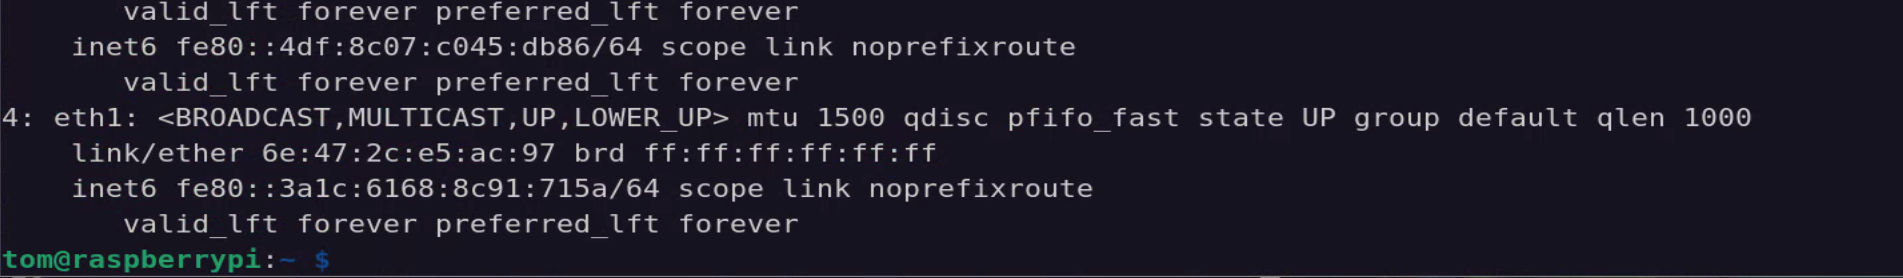 valid_lft forever preferred_lft forever
inet6 fe80::4df:8c07:c045:db86/64 scope link noprefixroute
valid_lft forever preferred_lft forever
4: eth1: <BROADCAST,MULTICAST,UP,LOWER_UP> mtu 1500 qdisc pfifo_fast state UP group default qlen 1000
link/ether 6e:47:2c:e5:ac:97 brd ff:ff:ff:ff:ff:ff
inet6 fe80::3a1c:6168:8c91:715a/64 scope link noprefixroute
valid_lft forever preferred_lft forever
tom@raspberrypi:~ $